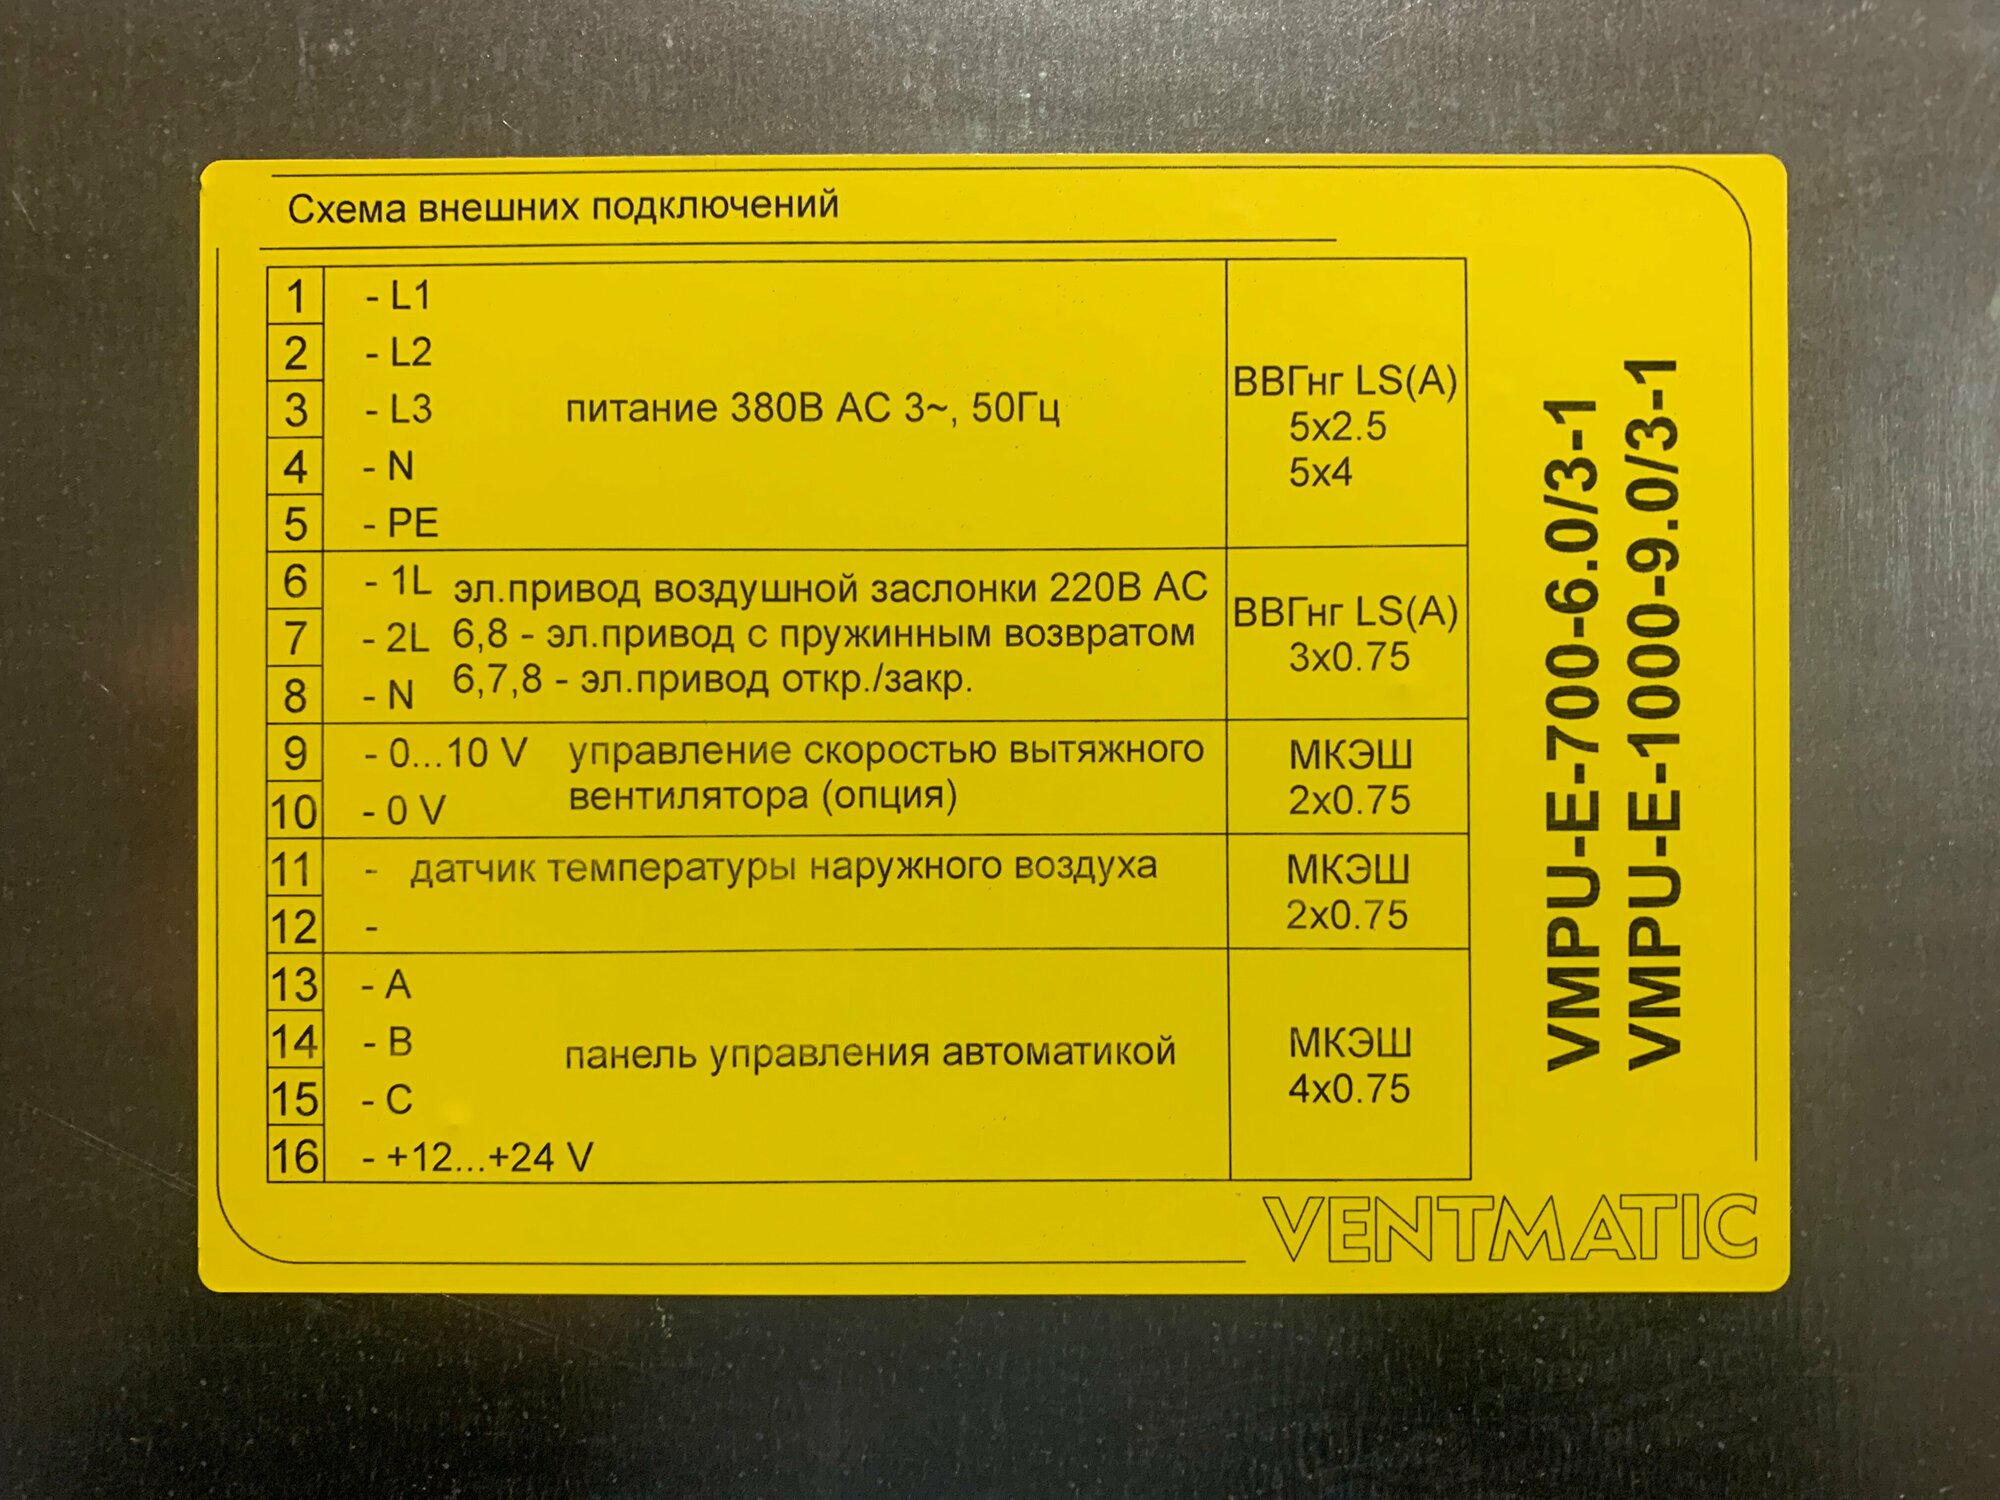 Схема внешних подключений
1 - L1
2 - L2
3 - L3 питание 380В АС 3~, 50Гц
4 - N
5 - PE
ВВГнг LS(A)
5x2.5
5x4
6 - 1L эл.привод воздушной заслонки 220В АС
7 - 2L 6,8 - эл.привод с пружинным возвратом
8 - N 6,7,8 - эл.привод откр./закр.
ВВГнг LS(A)
3x0.75
9 - 0...10 V управление скоростью вытяжного
10 - 0 V вентилятора (опция)
МКЭШ
2x0.75
11 - датчик температуры наружного воздуха
12 -
МКЭШ
2x0.75
13 - A
14 - B панель управления автоматикой
15 - C
16 - +12...+24 V
МКЭШ
4x0.75
VMPU-E-700-6.0/3-1
VMPU-E-1000-9.0/3-1
VENTMATIC